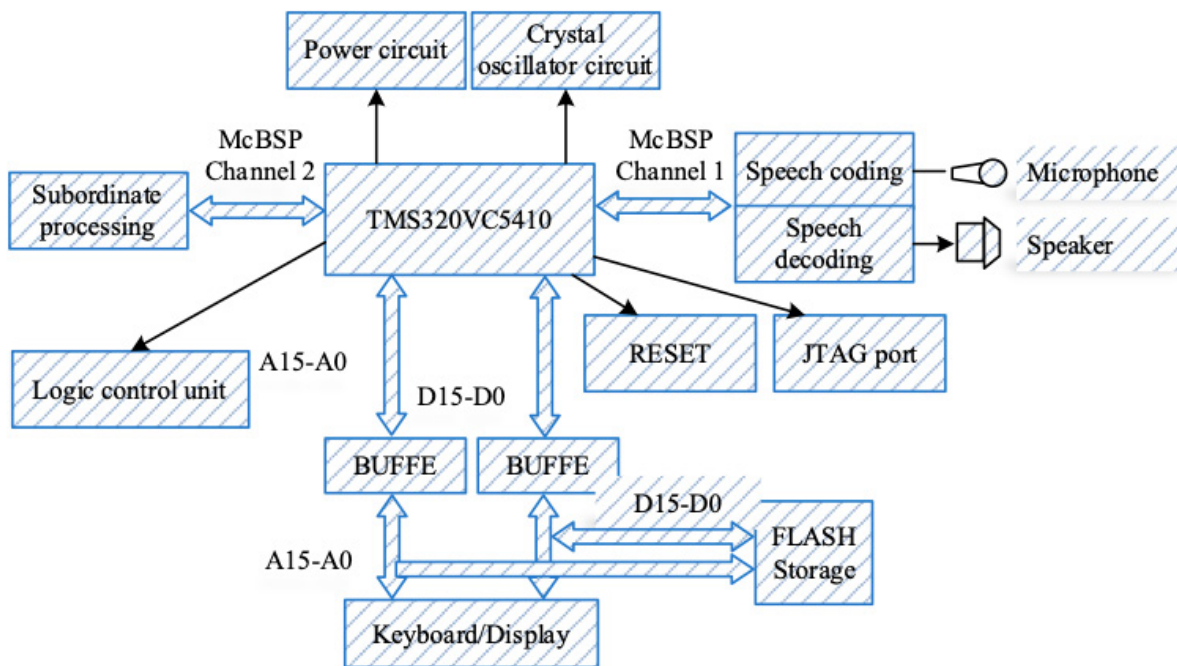 Power circuit
Crystal
oscillator circuit
McBSP
Channel 2
McBSP
Channel 1
Subordinate
processing
TMS320VC5410
Speech coding
Microphone
Speech
decoding
Speaker
Logic control unit
A15-A0
D15-D0
RESET
JTAG port
BUFFE
BUFFE
D15-D0
A15-A0
FLASH
Storage
Keyboard/Display